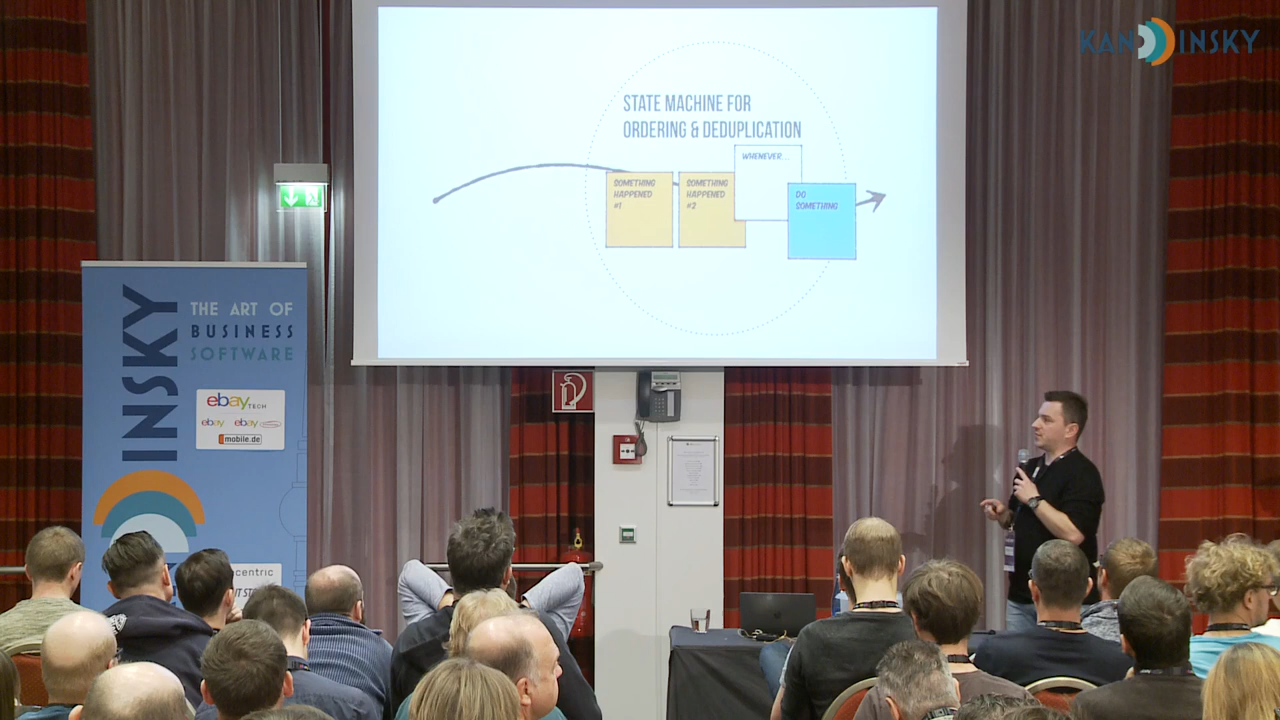 STATE MACHINE FOR
ORDERING & DEDUPLICATION
WHENEVER...
SOMETHING
HAPPENED
#1
SOMETHING
HAPPENED
#2
DO
SOMETHING
KANDINSKY
INSKY
THE ART OF
BUSINESS
SOFTWARE
ebay TECH
ebay ebay
mobile.de
centric